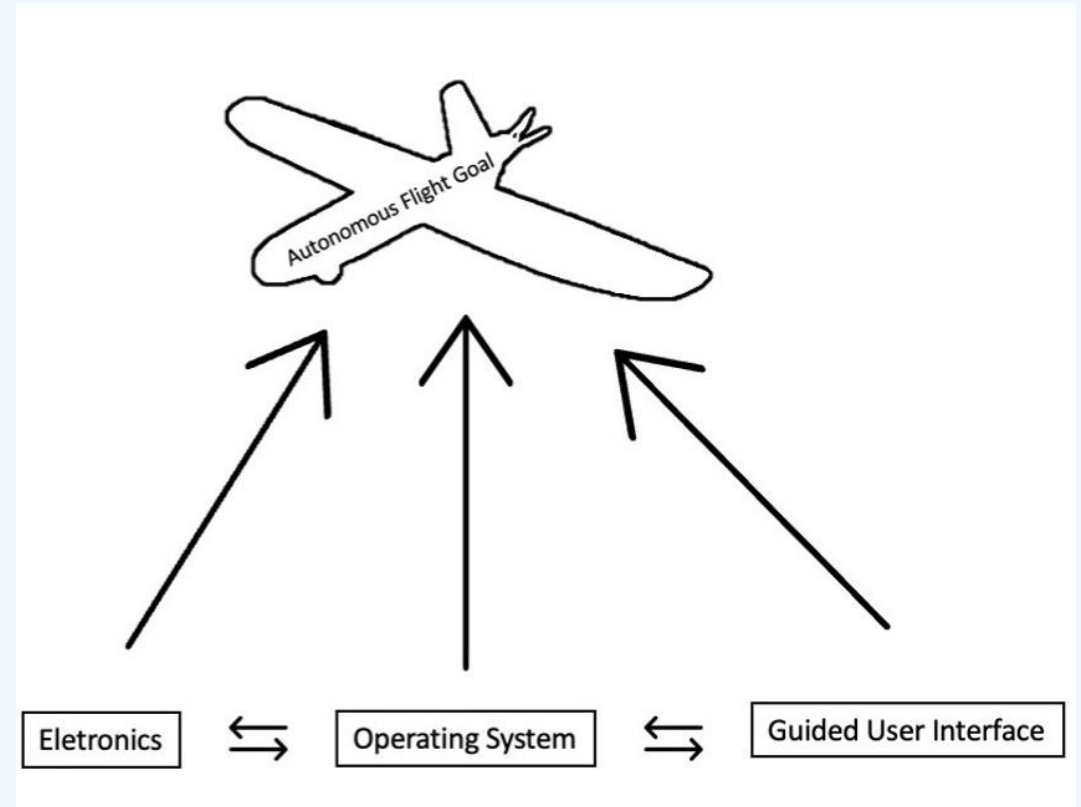 Autonomous Flight Goal
Eletronics
Operating System
Guided User Interface